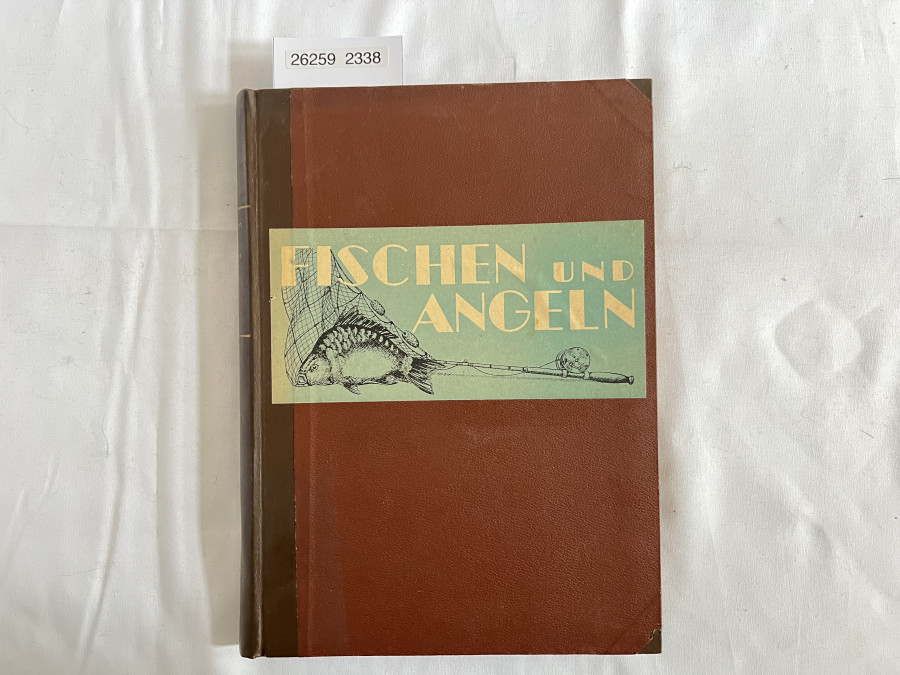 26259 2338
FISCHEN UND
ANGELN